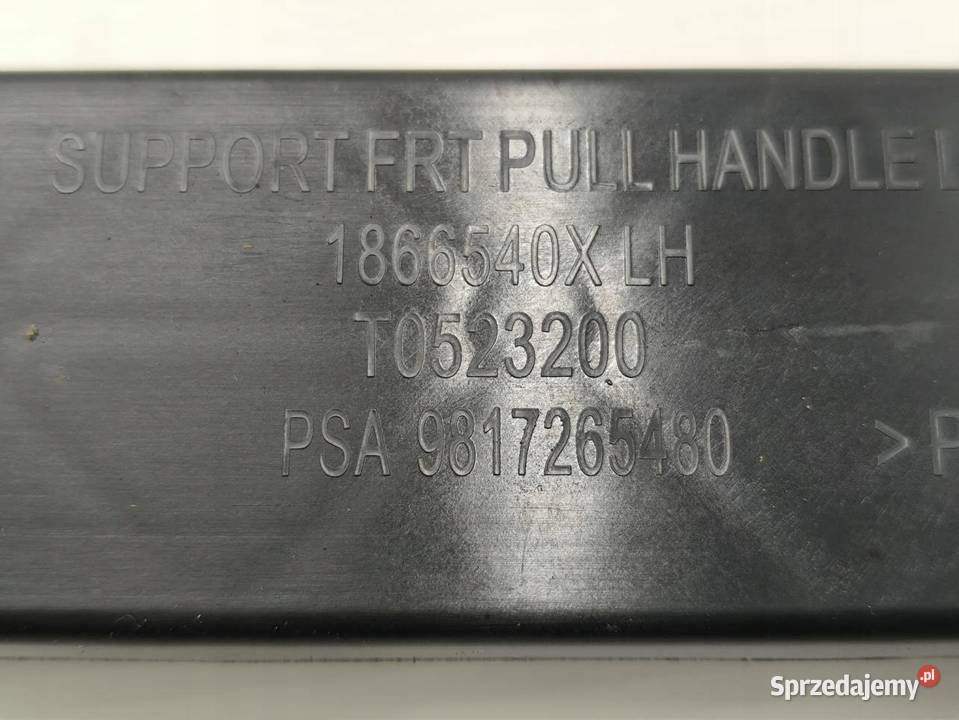 SUPPORT FRT PULL HANDLE L
1866540X LH
T0523200
PSA 9817265480 >P
Sprzedajemy.pl